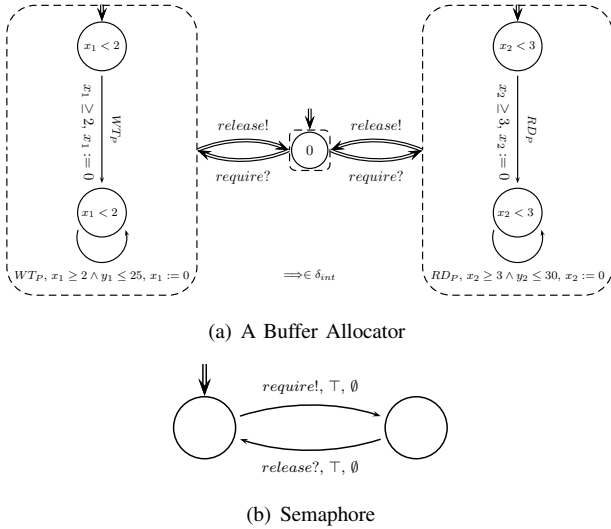 x₁ < 2
x₁ ≥ 2, x₁ := 0
WT_P
x₁ < 2
WT_P, x₁ ≥ 2 ∧ y₁ ≤ 25, x₁ := 0
release!
require?
0
release!
require?
⟹∈ δ_int
x₂ < 3
x₂ ≥ 3, x₂ := 0
RD_P
x₂ < 3
RD_P, x₂ ≥ 3 ∧ y₂ ≤ 30, x₂ := 0
(a) A Buffer Allocator
require!, ⊤, ∅
release?, ⊤, ∅
(b) Semaphore